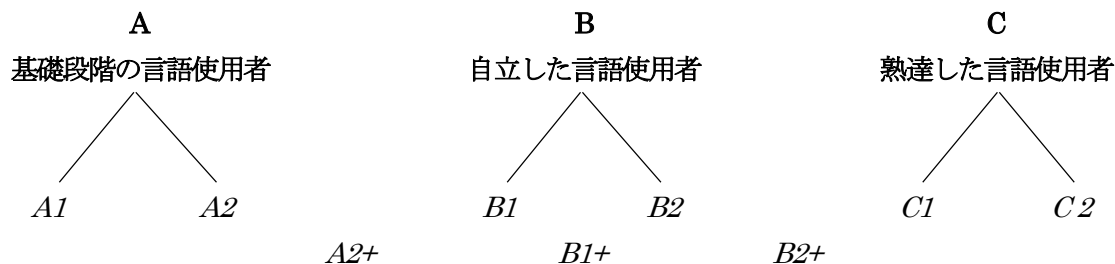 A B C
基礎段階の言語使用者 自立した言語使用者 熟達した言語使用者
A1 A2 B1 B2 C1 C 2
A2+ B1+ B2+